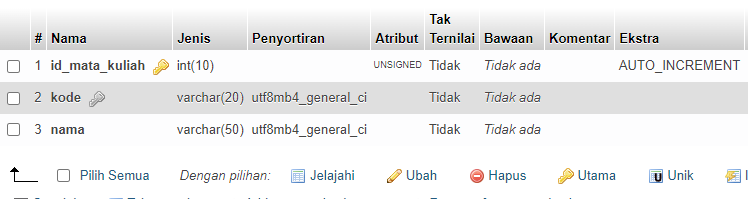 # Nama Jenis Penyortiran Atribut Tak Ternilai Bawaan Komentar Ekstra
1 id_mata_kuliah int(10) UNSIGNED Tidak Tidak ada AUTO_INCREMENT
2 kode varchar(20) utf8mb4_general_ci Tidak Tidak ada
3 nama varchar(50) utf8mb4_general_ci Tidak Tidak ada
Pilih Semua Dengan pilihan: Jelajahi Ubah Hapus Utama Unik